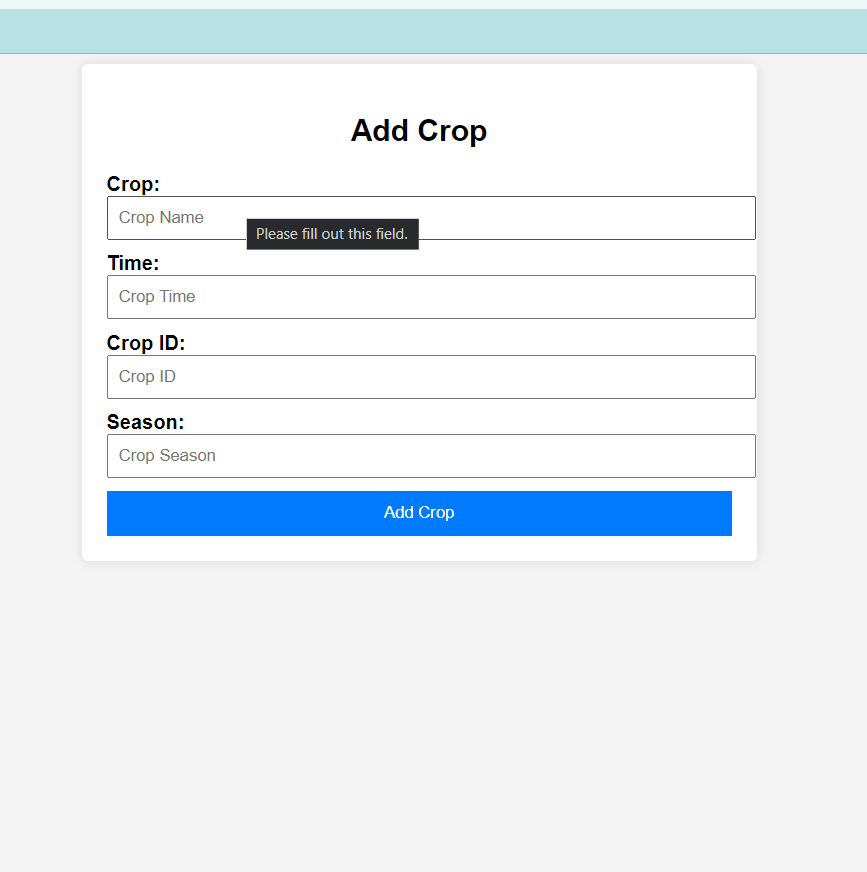 Add Crop
Crop:
Crop Name
Please fill out this field.
Time:
Crop Time
Crop ID:
Crop ID
Season:
Crop Season
Add Crop